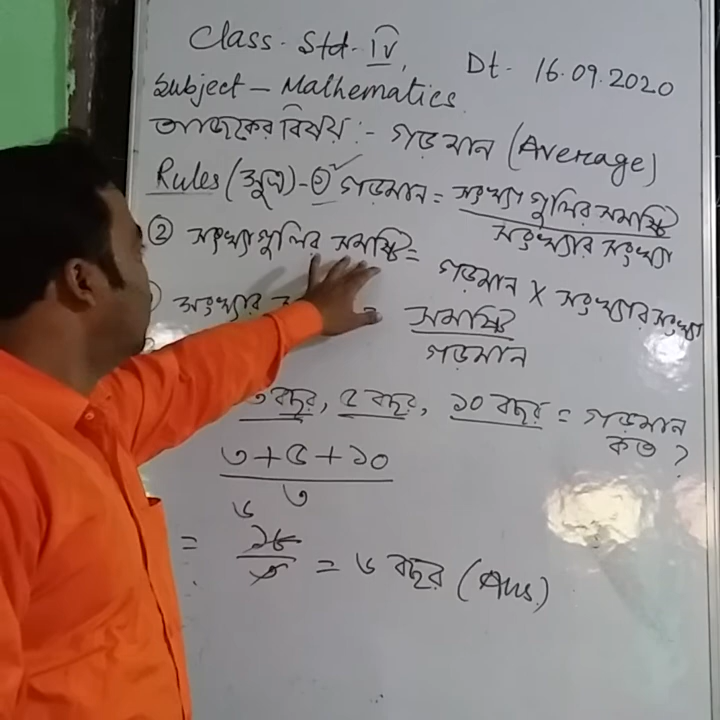 Class - Std - IV,
Dt - 16.09.2020
Subject - Mathematics.
আজকের বিষয় :- গড়মান (Average)
Rules (সূত্র) - ① গড়মান = সংখ্যা গুলির সমষ্টি / সংখ্যার সংখ্যা
② সংখ্যাগুলির সমষ্টি = গড়মান X সংখ্যার সংখ্যা
সংখ্যার = সমষ্টি / গড়মান
৩ বছর, ৫ বছর, ১০ বছর = গড়মান কত ?
৩ + ৫ + ১০ / ৩
৬
= ১৮ / ৩ = ৬ বছর (Ans.)